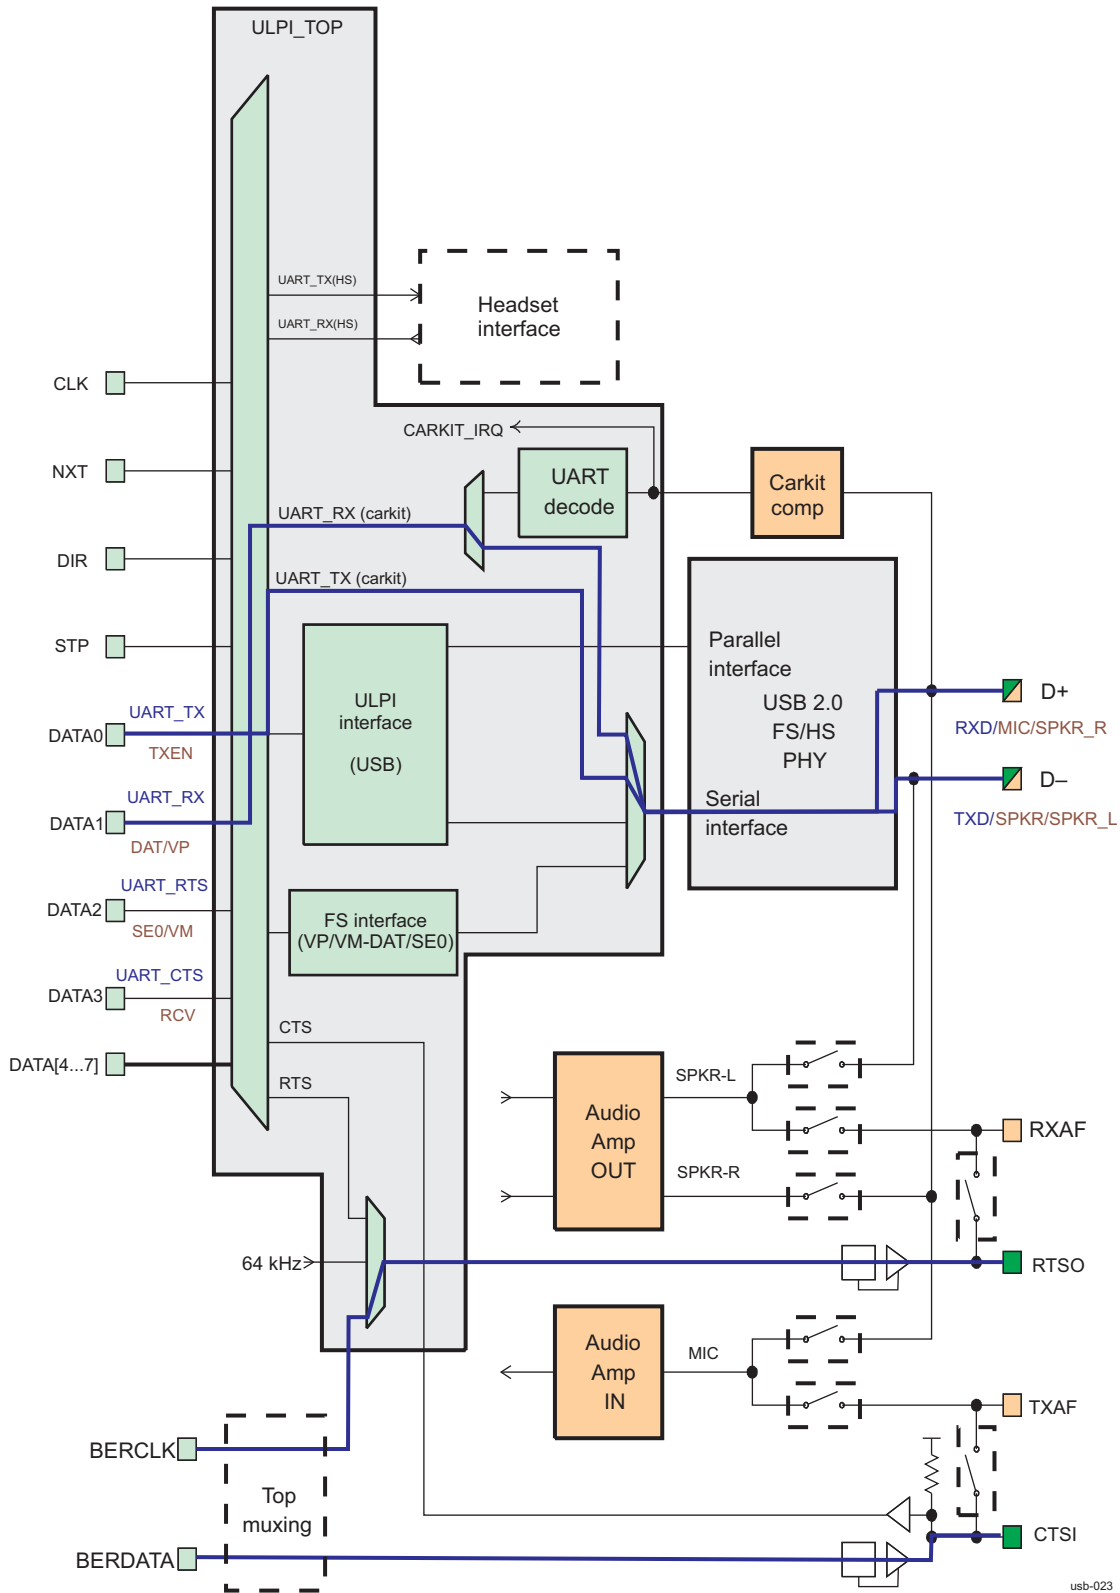 ULPI_TOP
UART_TX(HS)
UART_RX(HS)
Headset
interface
CLK
NXT
DIR
STP
CARKIT_IRQ
UART
decode
Carkit
comp
UART_RX (carkit)
UART_TX (carkit)
ULPI
interface
(USB)
Parallel
interface
USB 2.0
FS/HS
PHY
Serial
interface
D+
RXD/MIC/SPKR_R
D–
TXD/SPKR/SPKR_L
UART_TX
DATA0
TXEN
UART_RX
DATA1
DAT/VP
UART_RTS
DATA2
SE0/VM
UART_CTS
DATA3
RCV
DATA[4...7]
FS interface
(VP/VM-DAT/SE0)
CTS
RTS
64 kHz
Audio
Amp
OUT
SPKR-L
SPKR-R
RXAF
RTSO
Audio
Amp
IN
MIC
TXAF
CTSI
BERCLK
Top
muxing
BERDATA
usb-023